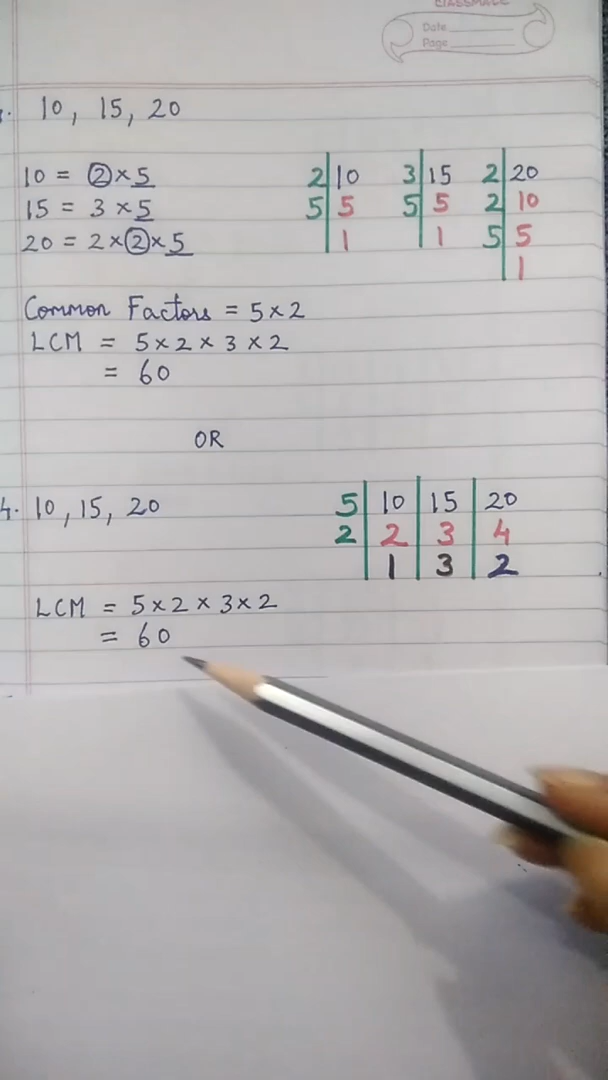 CLASSMATE
Date
Page
10, 15, 20
10 = 2 × 5
15 = 3 × 5
20 = 2 × 2 × 5
2 10
5 5
1
3 15
5 5
1
2 20
2 10
5 5
1
Common Factors = 5 × 2
LCM = 5 × 2 × 3 × 2
= 60
OR
4. 10, 15, 20
5 10 15 20
2 2 3 4
1 3 2
LCM = 5 × 2 × 3 × 2
= 60